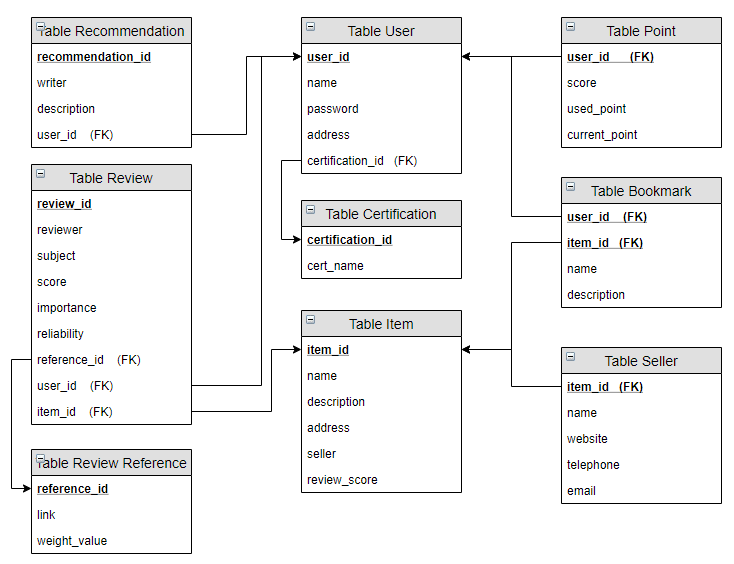 Table Recommendation
recommendation_id
writer
description
user_id (FK)
Table Review
review_id
reviewer
subject
score
importance
reliability
reference_id (FK)
user_id (FK)
item_id (FK)
Table Review Reference
reference_id
link
weight_value
Table User
user_id
name
password
address
certification_id (FK)
Table Certification
certification_id
cert_name
Table Item
item_id
name
description
address
seller
review_score
Table Point
user_id (FK)
score
used_point
current_point
Table Bookmark
user_id (FK)
item_id (FK)
name
description
Table Seller
item_id (FK)
name
website
telephone
email